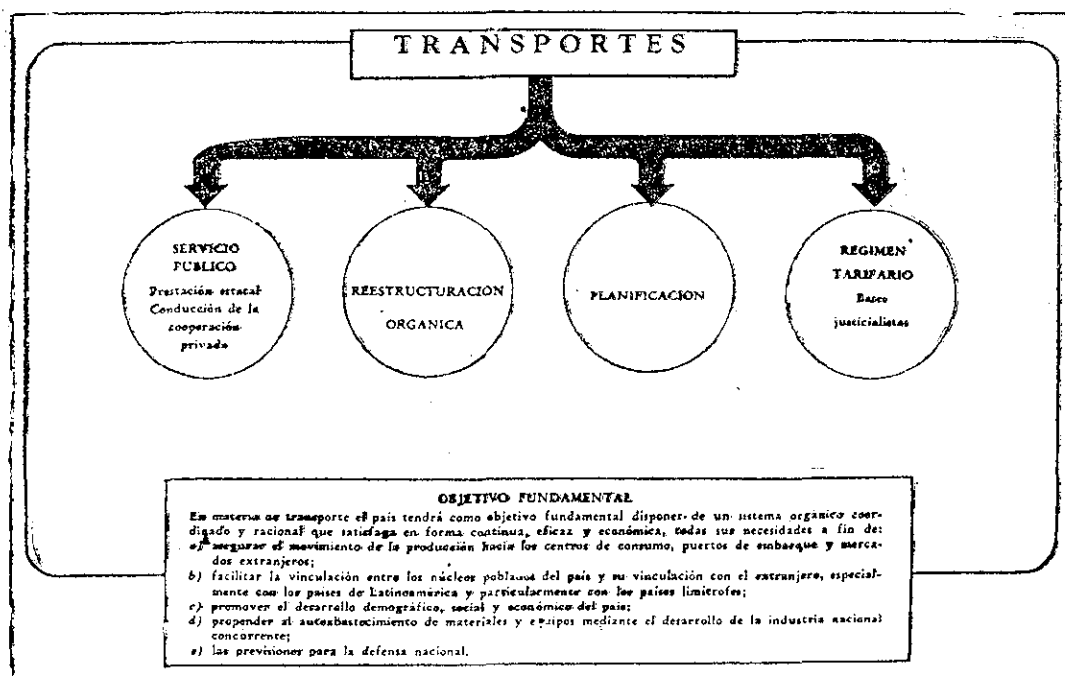 TRANSPORTES
SERVICIO
PUBLICO
Prestación estatal
Conducción de la
cooperación
privada
REESTRUCTURACION
ORGANICA
PLANIFICACION
REGIMEN
TARIFARIO
Bases
justicialistas
OBJETIVO FUNDAMENTAL
En materia de transporte el país tendrá como objetivo fundamental disponer de un sistema orgánico coor-
dinado y racional que satisfaga en forma continua, eficaz y económica, todas sus necesidades a fin de:
a) asegurar el movimiento de la producción hacia los centros de consumo, puertos de embarque y merca-
dos extranjeros;
b) facilitar la vinculación entre los núcleos poblados del país y su vinculación con el extranjero, especial-
mente con los países de Latinoamérica y particularmente con los países limítrofes;
c) promover el desarrollo demográfico, social y económico del país;
d) propender al autoabastecimiento de materiales y equipos mediante el desarrollo de la industria nacional
concurrente;
e) las previsiones para la defensa nacional.